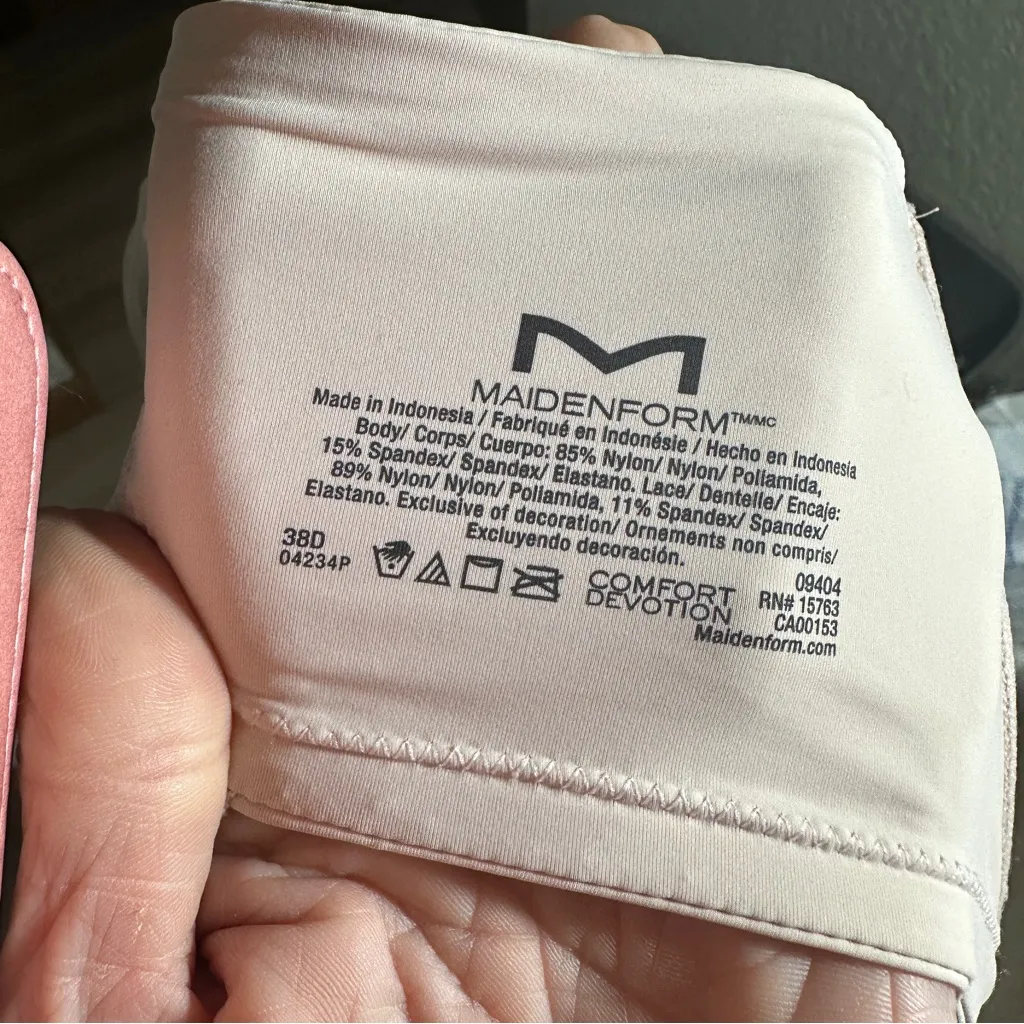 M
MAIDENFORM™/MC
Made in Indonesia / Fabriqué en Indonésie / Hecho en Indonesia
Body/ Corps/ Cuerpo: 85% Nylon/ Nylon/ Poliamida,
15% Spandex/ Spandex/ Elastano. Lace/ Dentelle/ Encaje:
89% Nylon/ Nylon/ Poliamida, 11% Spandex/ Spandex/
Elastano. Exclusive of decoration/ Ornements non compris/
Excluyendo decoración.
38D
04234P
COMFORT
DEVOTION
09404
RN# 15763
CA00153
Maidenform.com